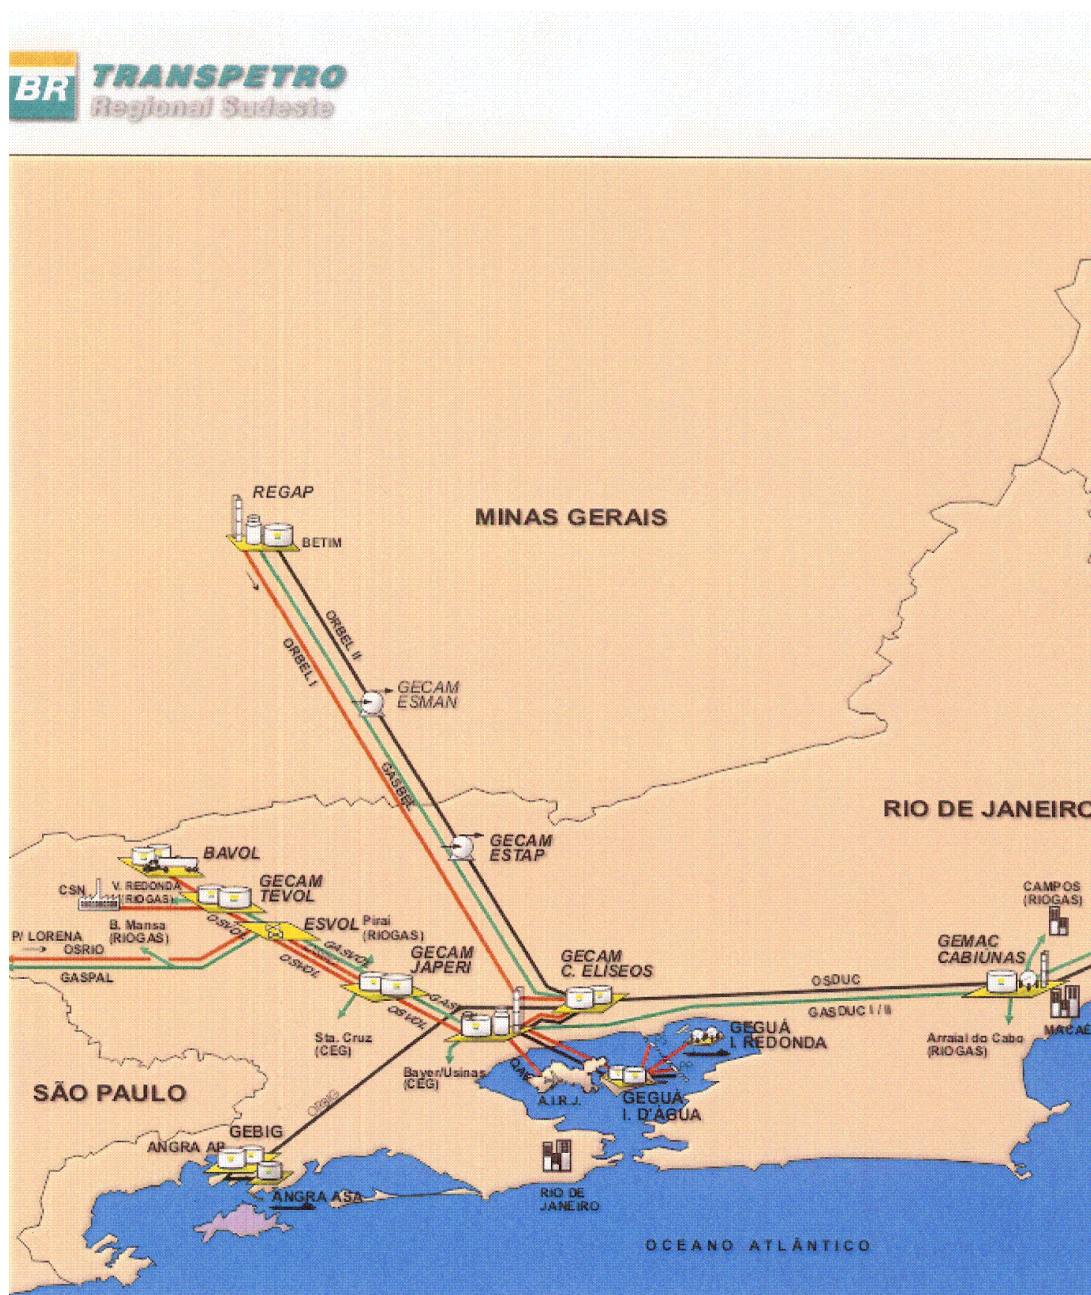 BR TRANSPETRO
Regional Sudeste
REGAP
BETIM
MINAS GERAIS
ORBEL II
ORBEL I
GECAM
ESMAN
GASBEL
RIO DE JANEIRO
GECAM
ESTAP
BAVOL
CSN
V. REDONDA
(RIOGAS)
GECAM
TEVOL
OSVOL
B. Mansa
(RIOGAS)
ESVOL
Piraí
(RIOGAS)
P/ LORENA
OSRIO
GASPAL
GASVOL
OSVOL
GECAM
JAPERI
GECAM
C. ELÍSEOS
CAMPOS
(RIOGAS)
GEMAC
CABIÚNAS
OSDUC
GASDUC I / II
OSVOL
Sta. Cruz
(CEG)
Bayer/Usinas
(CEG)
QAV
A.I.R.J.
GEGUÁ
I. REDONDA
GEGUÁ
I. D'ÁGUA
Arraial do Cabo
(RIOGAS)
MACAÉ
SÃO PAULO
ORBIG
GEBIG
ANGRA AP
ANGRA ASA
RIO DE
JANEIRO
OCEANO ATLÂNTICO